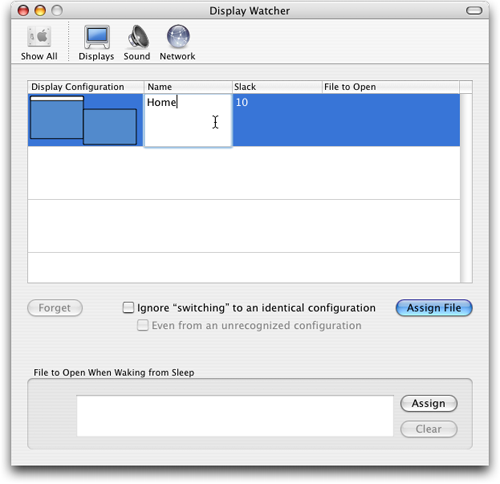 Display Watcher
Show All Displays Sound Network
Display Configuration Name Slack File to Open
Home 10
Forget Ignore “switching” to an identical configuration Assign File
Even from an unrecognized configuration
File to Open When Waking from Sleep
Assign
Clear